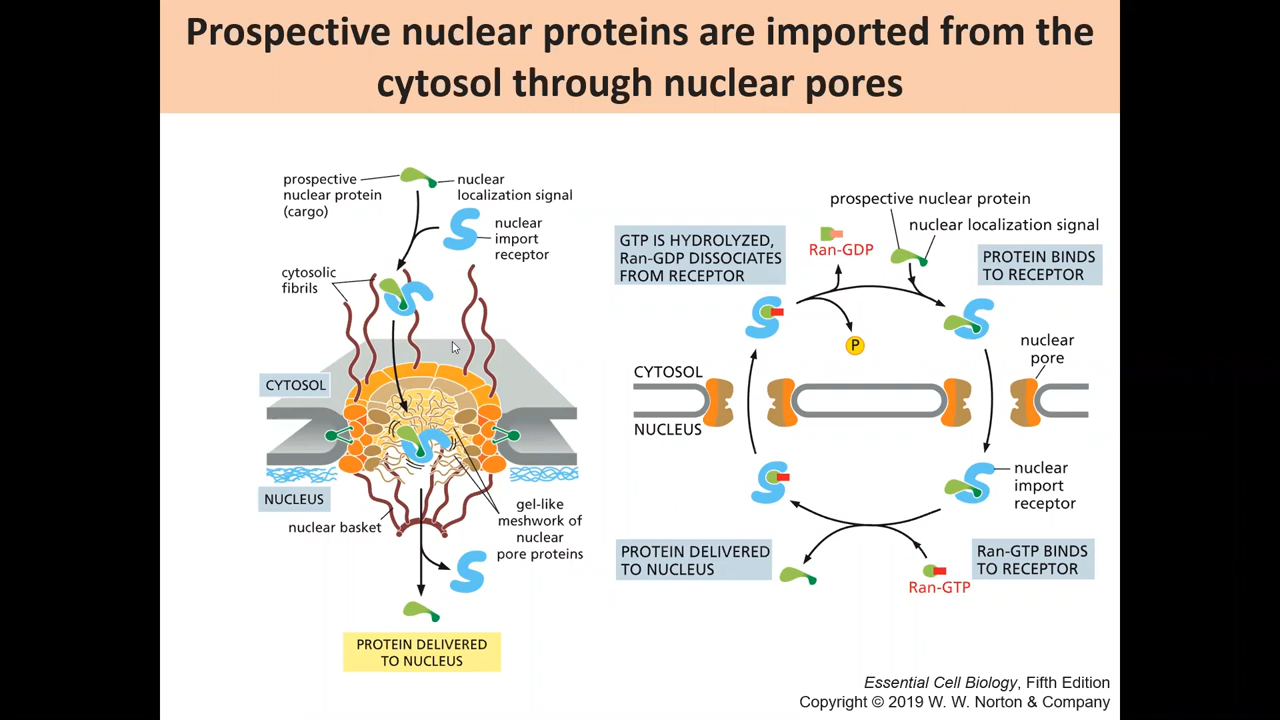 Prospective nuclear proteins are imported from the
cytosol through nuclear pores
prospective
nuclear protein
(cargo)
nuclear
localization signal
nuclear
import
receptor
cytosolic
fibrils
CYTOSOL
NUCLEUS
nuclear basket
gel-like
meshwork of
nuclear
pore proteins
PROTEIN DELIVERED
TO NUCLEUS
prospective nuclear protein
nuclear localization signal
GTP IS HYDROLYZED,
Ran-GDP DISSOCIATES
FROM RECEPTOR
Ran-GDP
PROTEIN BINDS
TO RECEPTOR
P
nuclear
pore
CYTOSOL
NUCLEUS
nuclear
import
receptor
PROTEIN DELIVERED
TO NUCLEUS
Ran-GTP BINDS
TO RECEPTOR
Ran-GTP
Essential Cell Biology, Fifth Edition
Copyright © 2019 W. W. Norton & Company